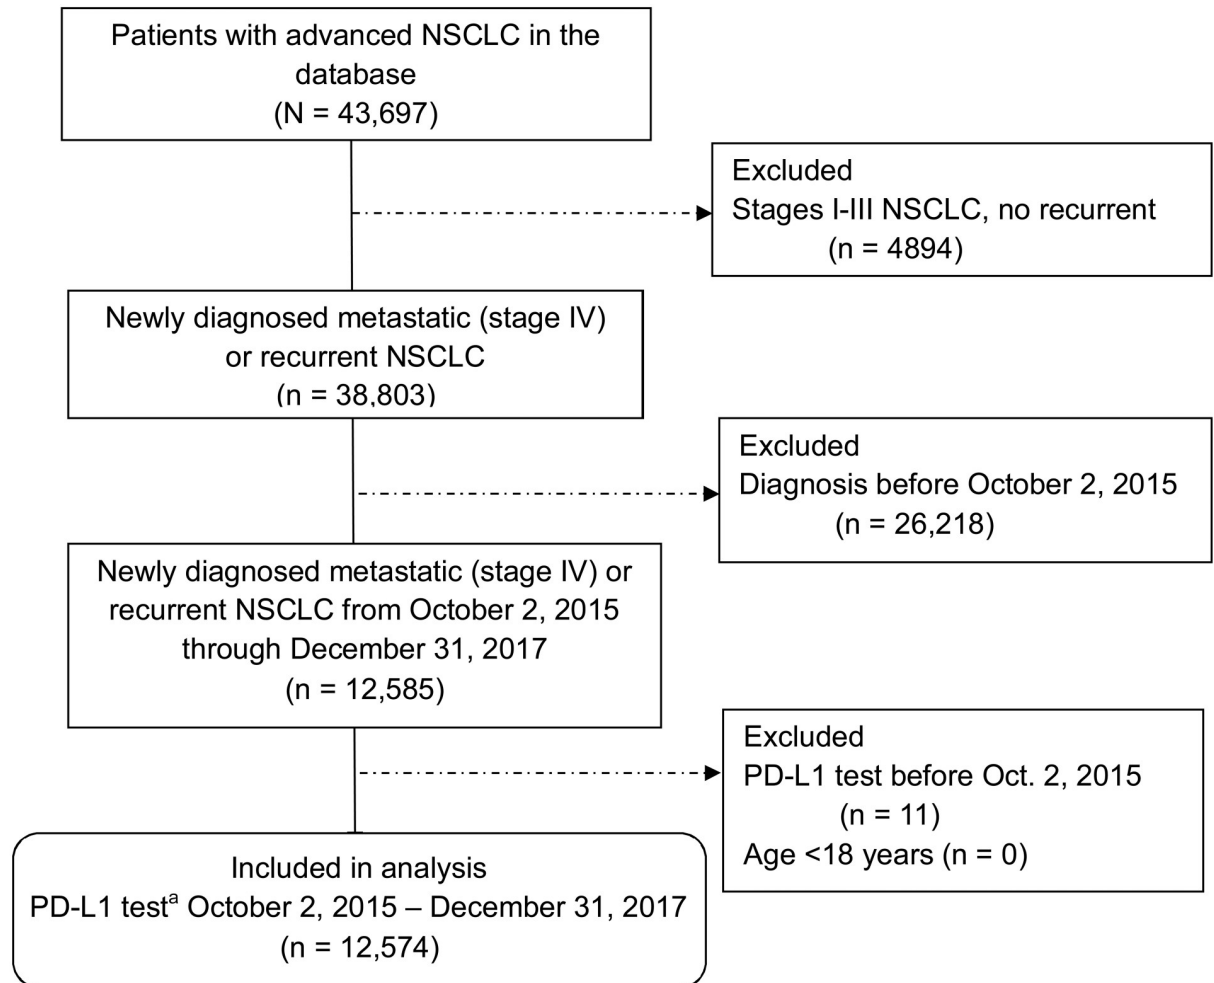 Patients with advanced NSCLC in the
database
(N = 43,697)
Excluded
Stages I-III NSCLC, no recurrent
(n = 4894)
Newly diagnosed metastatic (stage IV)
or recurrent NSCLC
(n = 38,803)
Excluded
Diagnosis before October 2, 2015
(n = 26,218)
Newly diagnosed metastatic (stage IV) or
recurrent NSCLC from October 2, 2015
through December 31, 2017
(n = 12,585)
Excluded
PD-L1 test before Oct. 2, 2015
(n = 11)
Age <18 years (n = 0)
Included in analysis
PD-L1 testᵃ October 2, 2015 – December 31, 2017
(n = 12,574)